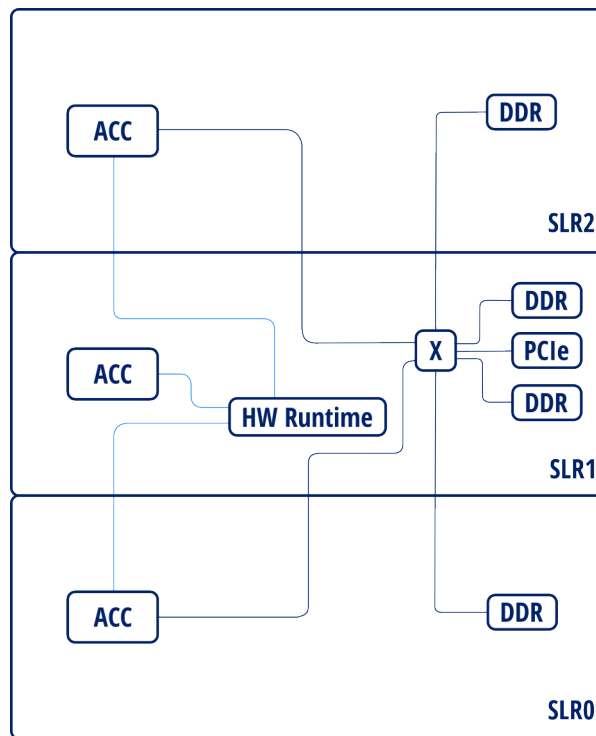 ACC
DDR
SLR2
DDR
X
PCIe
ACC
DDR
HW Runtime
SLR1
ACC
DDR
SLR0